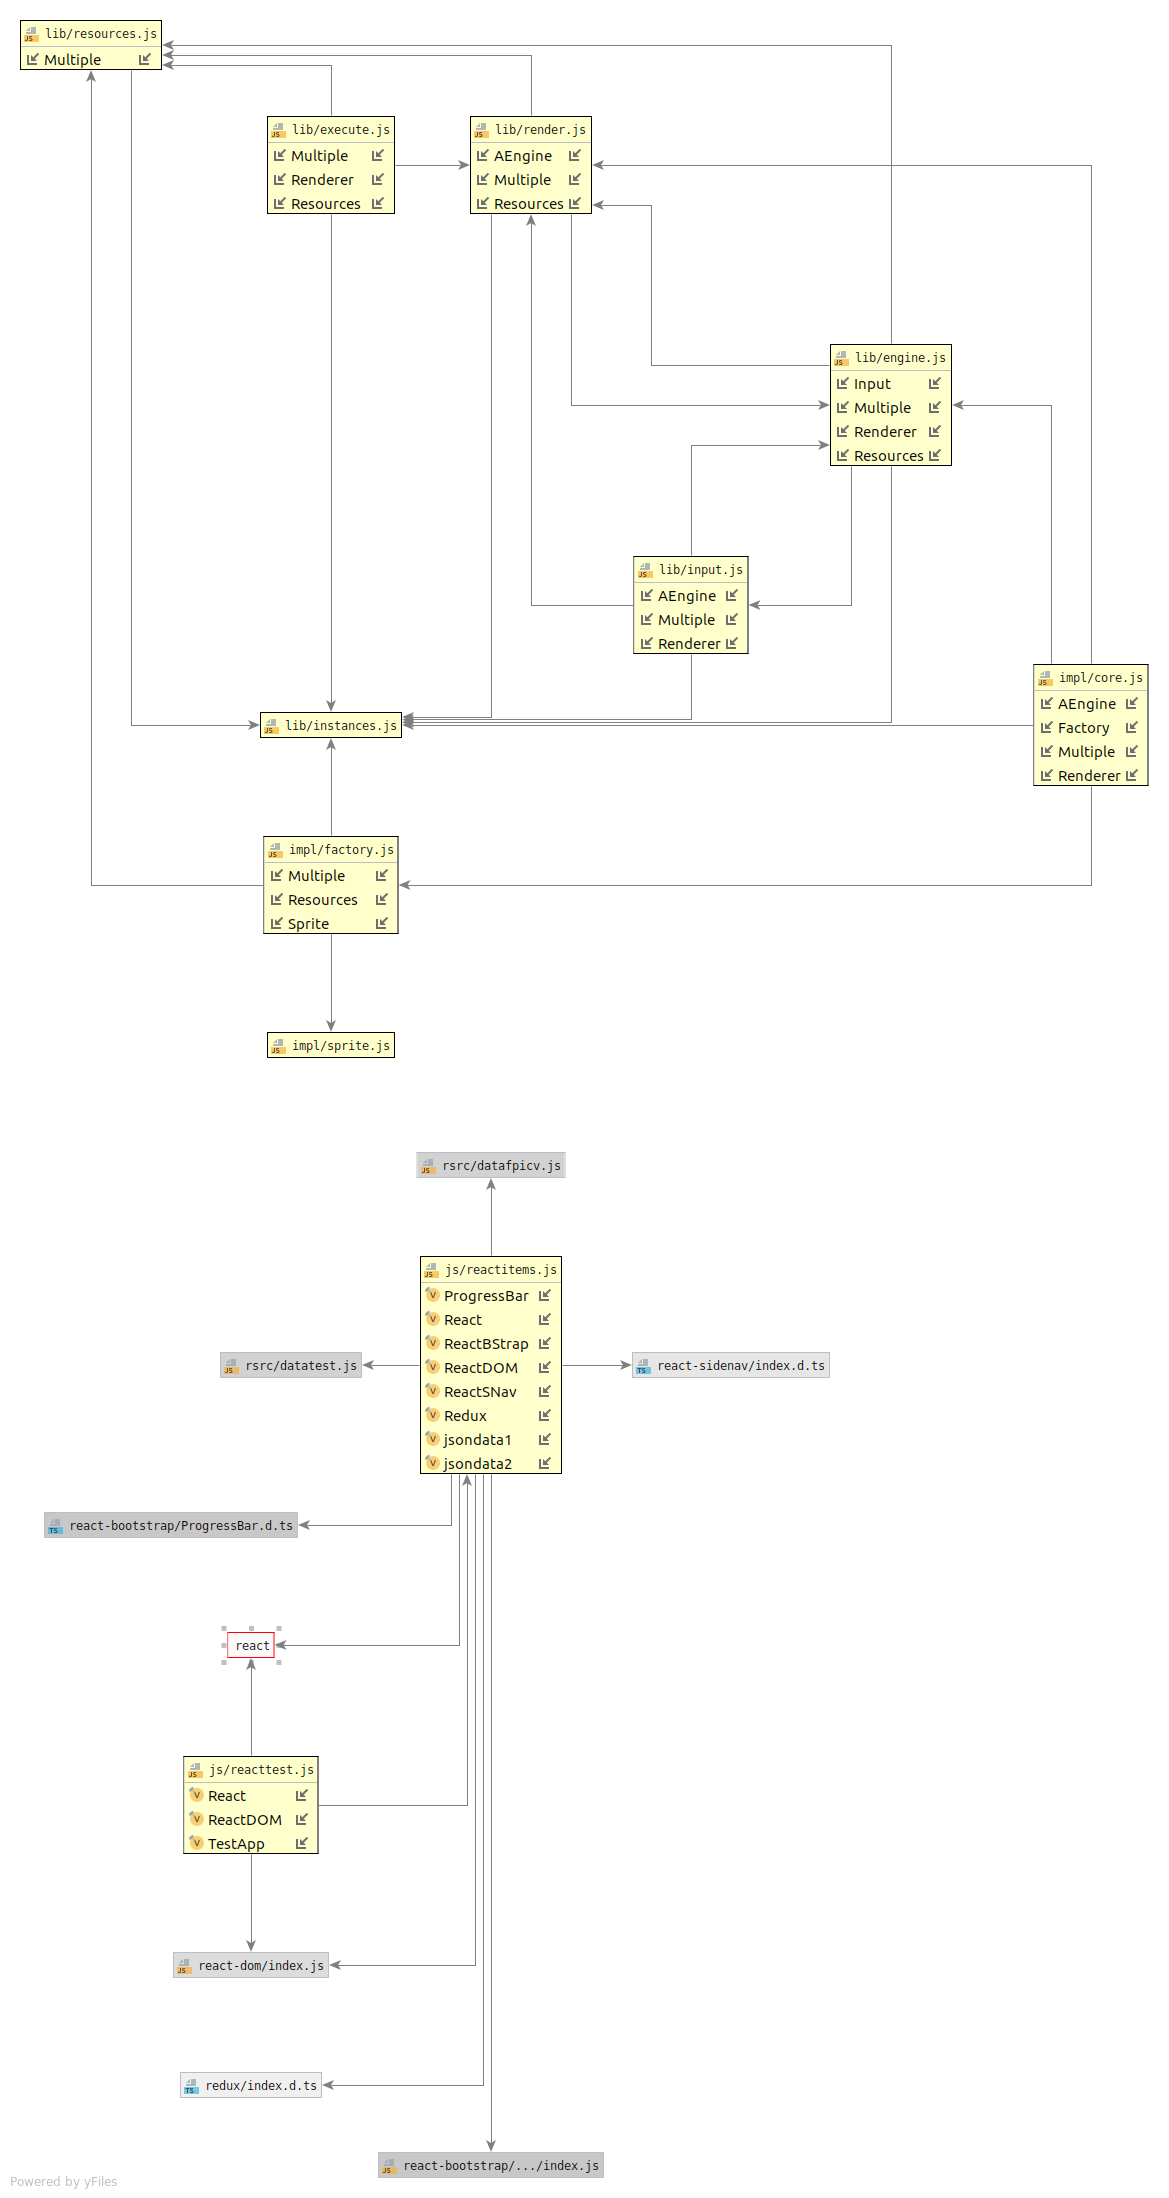 lib/resources.js
Multiple
lib/execute.js
Multiple
Renderer
Resources
lib/render.js
AEngine
Multiple
Resources
lib/engine.js
Input
Multiple
Renderer
Resources
lib/input.js
AEngine
Multiple
Renderer
impl/core.js
AEngine
Factory
Multiple
Renderer
lib/instances.js
impl/factory.js
Multiple
Resources
Sprite
impl/sprite.js
rsrc/datafpicv.js
js/reactitems.js
ProgressBar
React
ReactBStrap
ReactDOM
ReactSNav
Redux
jsondata1
jsondata2
rsrc/datatest.js
react-sidenav/index.d.ts
react-bootstrap/ProgressBar.d.ts
react
js/reacttest.js
React
ReactDOM
TestApp
react-dom/index.js
redux/index.d.ts
react-bootstrap/.../index.js
Powered by yFiles